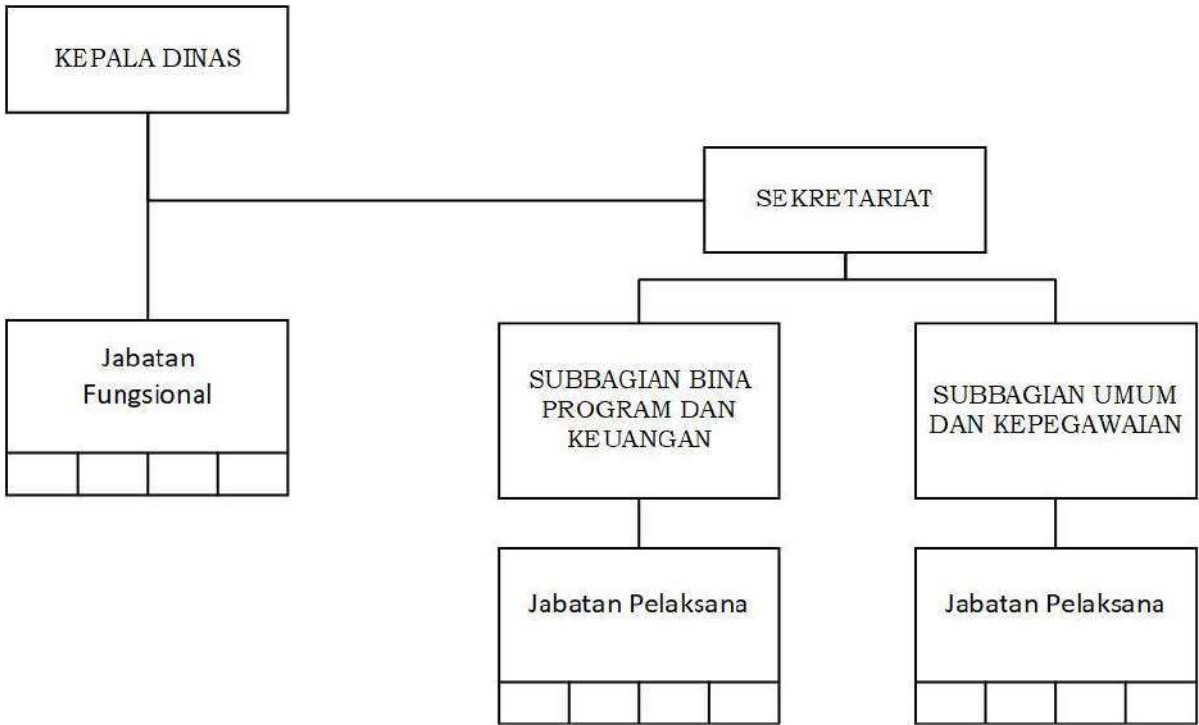 KEPALA DINAS
SEKRETARIAT
Jabatan
Fungsional
SUBBAGIAN BINA
PROGRAM DAN
KEUANGAN
SUBBAGIAN UMUM
DAN KEPEGAWAIAN
Jabatan Pelaksana
Jabatan Pelaksana